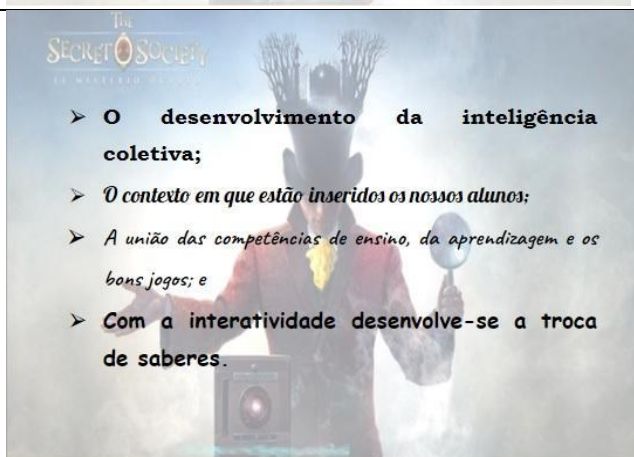 THE
SECRET SOCIETY
➢ O desenvolvimento da inteligência
coletiva;
➢ O contexto em que estão inseridos os nossos alunos;
➢ A união das competências de ensino, da aprendizagem e os
bons jogos; e
➢ Com a interatividade desenvolve-se a troca
de saberes.